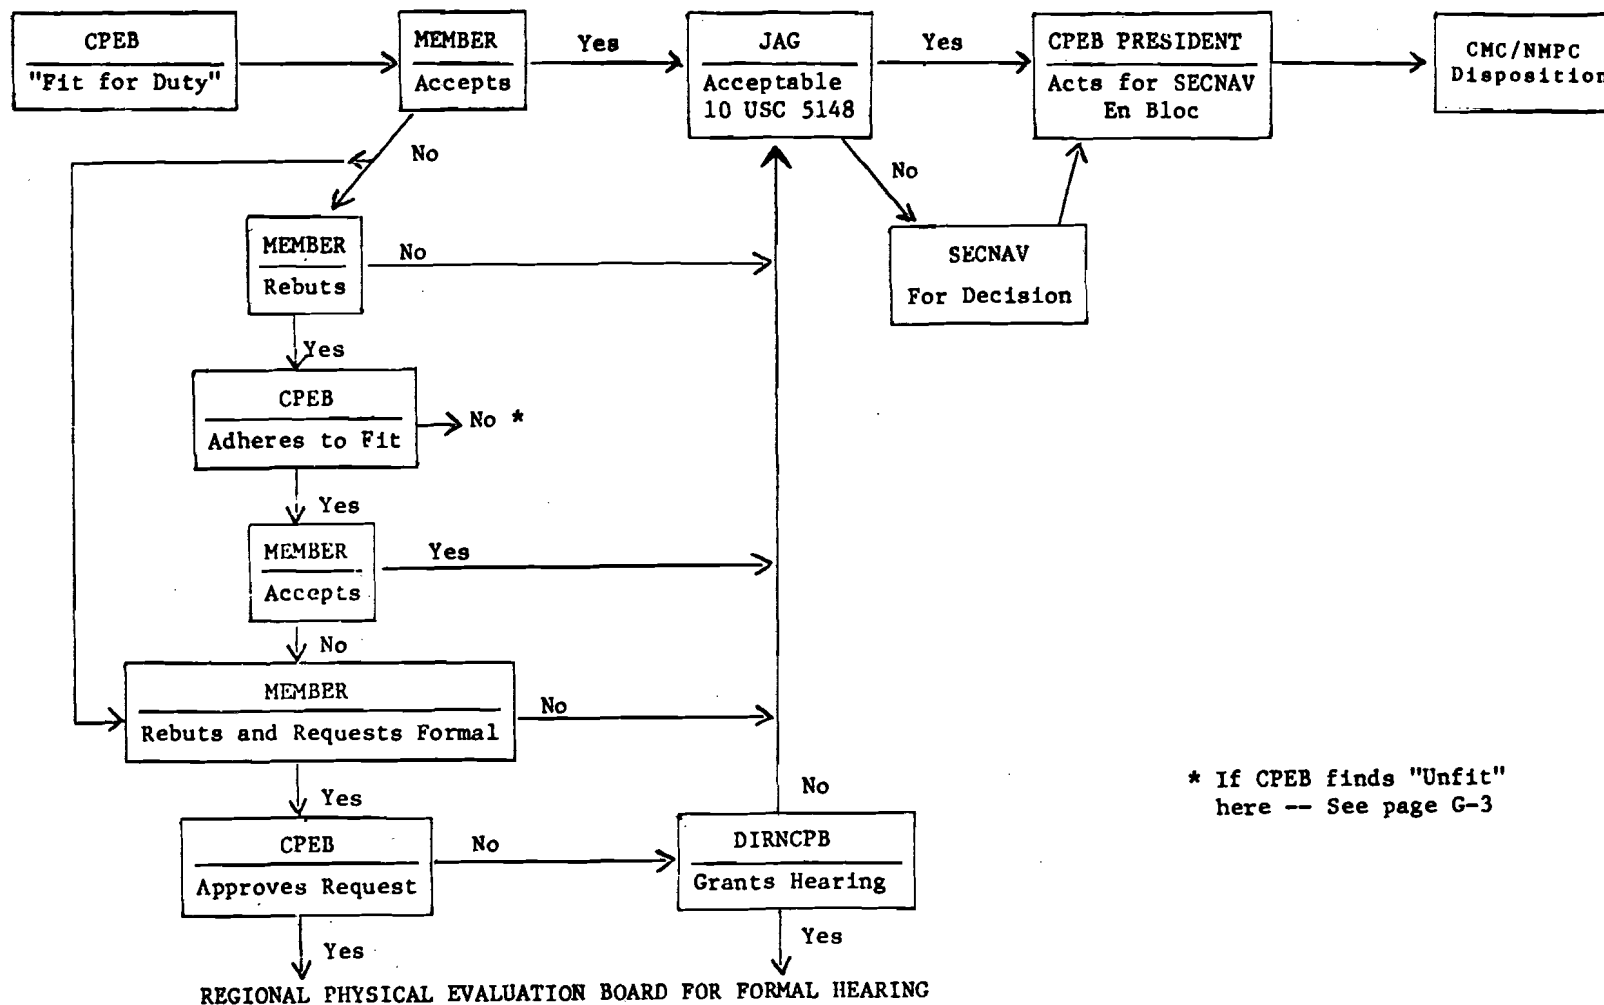 CPEB
"Fit for Duty"
MEMBER
Accepts
Yes
JAG
Acceptable
10 USC 5148
Yes
CPEB PRESIDENT
Acts for SECNAV
En Bloc
CMC/NMPC
Disposition
No
No
SECNAV
For Decision
MEMBER
Rebuts
No
Yes
CPEB
Adheres to Fit
No *
Yes
MEMBER
Accepts
Yes
No
MEMBER
Rebuts and Requests Formal
No
Yes
No
* If CPEB finds "Unfit"
here -- See page G-3
CPEB
Approves Request
No
DIRNCPB
Grants Hearing
Yes
Yes
REGIONAL PHYSICAL EVALUATION BOARD FOR FORMAL HEARING